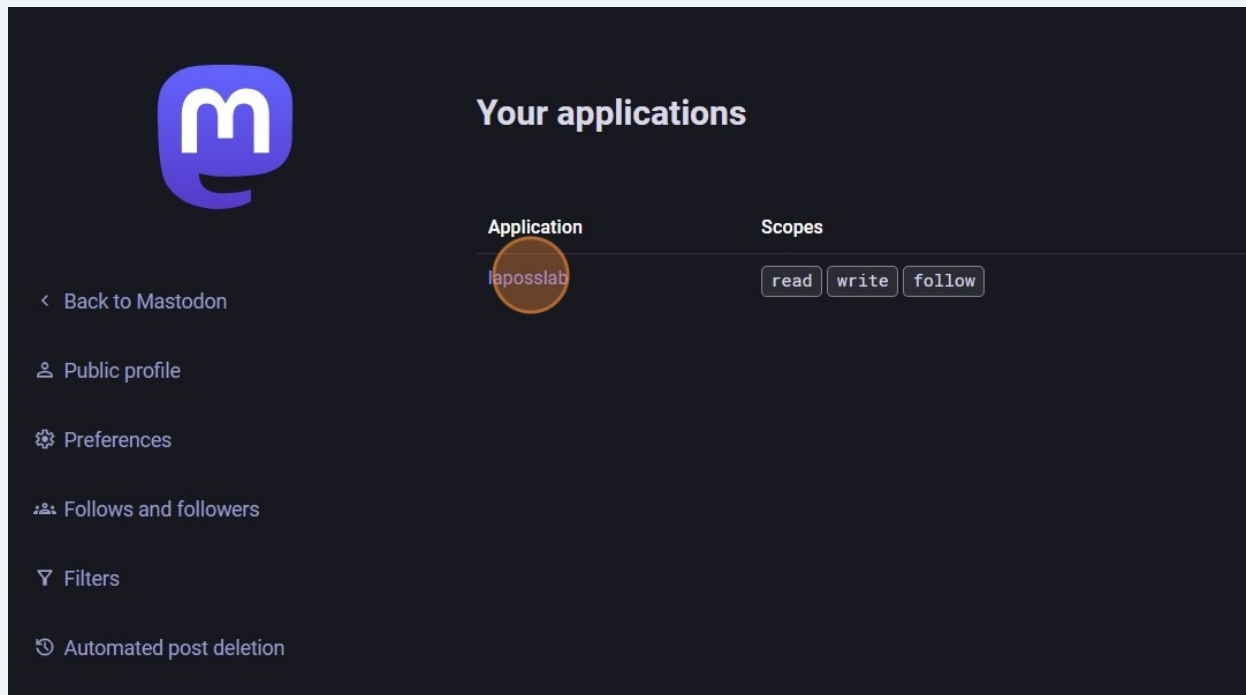 Your applications
Application Scopes
laposslab read write follow
Back to Mastodon
Public profile
Preferences
Follows and followers
Filters
Automated post deletion